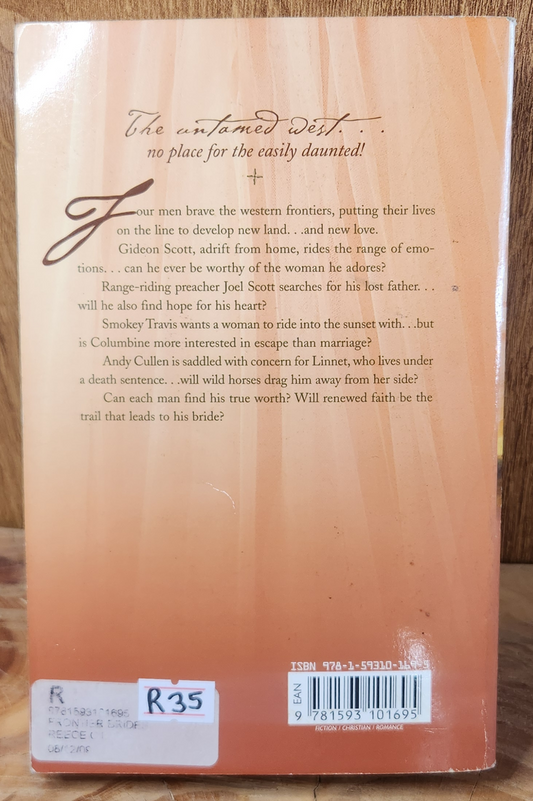 The untamed west. . .
no place for the easily daunted!
Four men brave the western frontiers, putting their lives
on the line to develop new land. . .and new love.
Gideon Scott, adrift from home, rides the range of emo-
tions. . . can he ever be worthy of the woman he adores?
Range-riding preacher Joel Scott searches for his lost father. . .
will he also find hope for his heart?
Smokey Travis wants a woman to ride into the sunset with. . .but
is Columbine more interested in escape than marriage?
Andy Cullen is saddled with concern for Linnet, who lives under
a death sentence. . .will wild horses drag him away from her side?
Can each man find his true worth? Will renewed faith be the
trail that leads to his bride?
ISBN 978-1-59310-169-5
EAN
9 781593 101695
FICTION / CHRISTIAN / ROMANCE
R
R35
9781593101695
FRONTIER BRIDES
REECE C